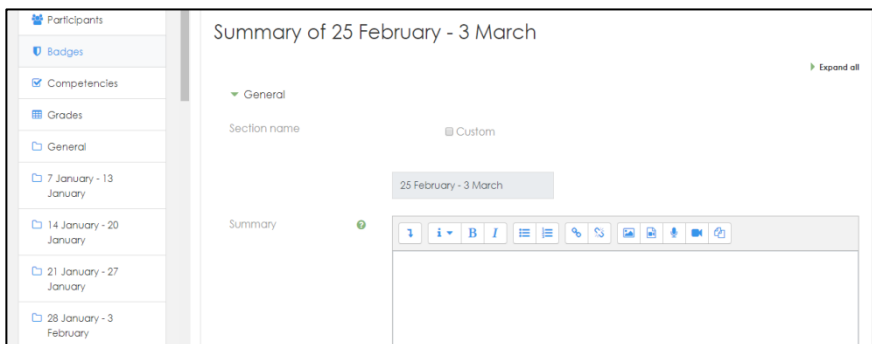 Participants
Badges
Competencies
Grades
General
7 January - 13
January
14 January - 20
January
21 January - 27
January
28 January - 3
February
Summary of 25 February - 3 March
Expand all
General
Section name
Custom
25 February - 3 March
Summary
i B I